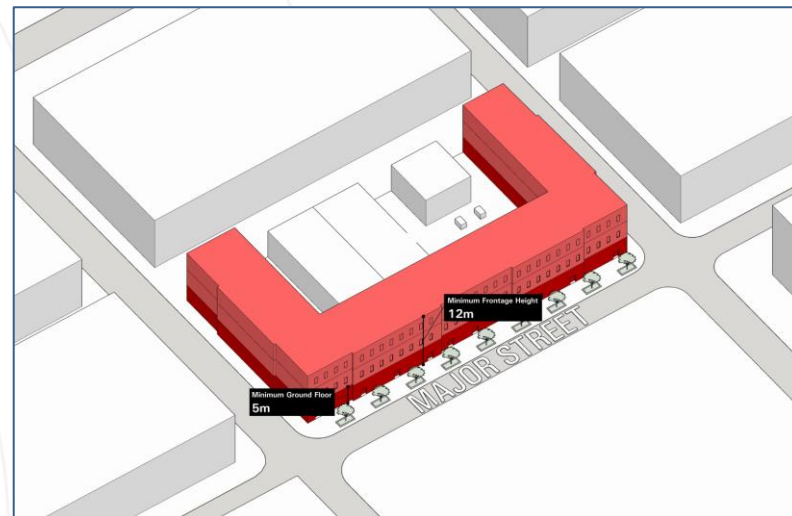 Minimum Frontage Height
12m
MAJOR STREET
Minimum Ground Floor
5m